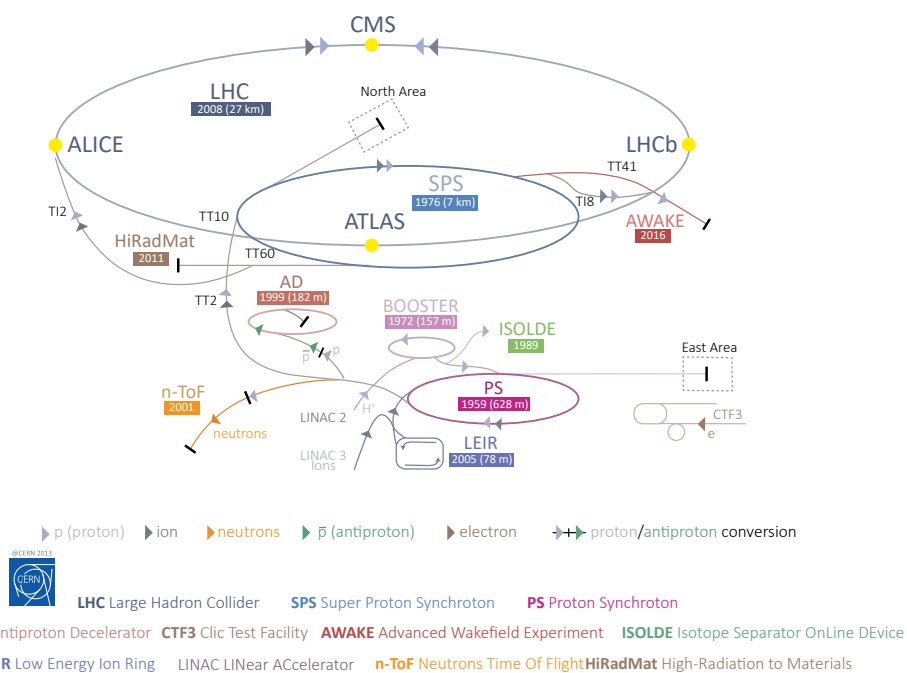 CMS
LHC
2008 (27 km)
North Area
ALICE
LHCb
TT41
SPS
1976 (7 km)
TI8
TI2
TT10
ATLAS
AWAKE
2016
HiRadMat
2011
TT60
AD
1999 (182 m)
TT2
BOOSTER
1972 (157 m)
ISOLDE
1989
p̅
p
East Area
n-ToF
2001
PS
1959 (628 m)
H⁺
LINAC 2
neutrons
CTF3
e⁻
LEIR
2005 (78 m)
LINAC 3
Ions
p (proton) ion neutrons p̅ (antiproton) electron proton/antiproton conversion
@CERN 2013
CERN
LHC Large Hadron Collider SPS Super Proton Synchroton PS Proton Synchroton
ntiproton Decelerator CTF3 Clic Test Facility AWAKE Advanced Wakefield Experiment ISOLDE Isotope Separator OnLine DEvice
R Low Energy Ion Ring LINAC LINear ACcelerator n-ToF Neutrons Time Of Flight HiRadMat High-Radiation to Materials